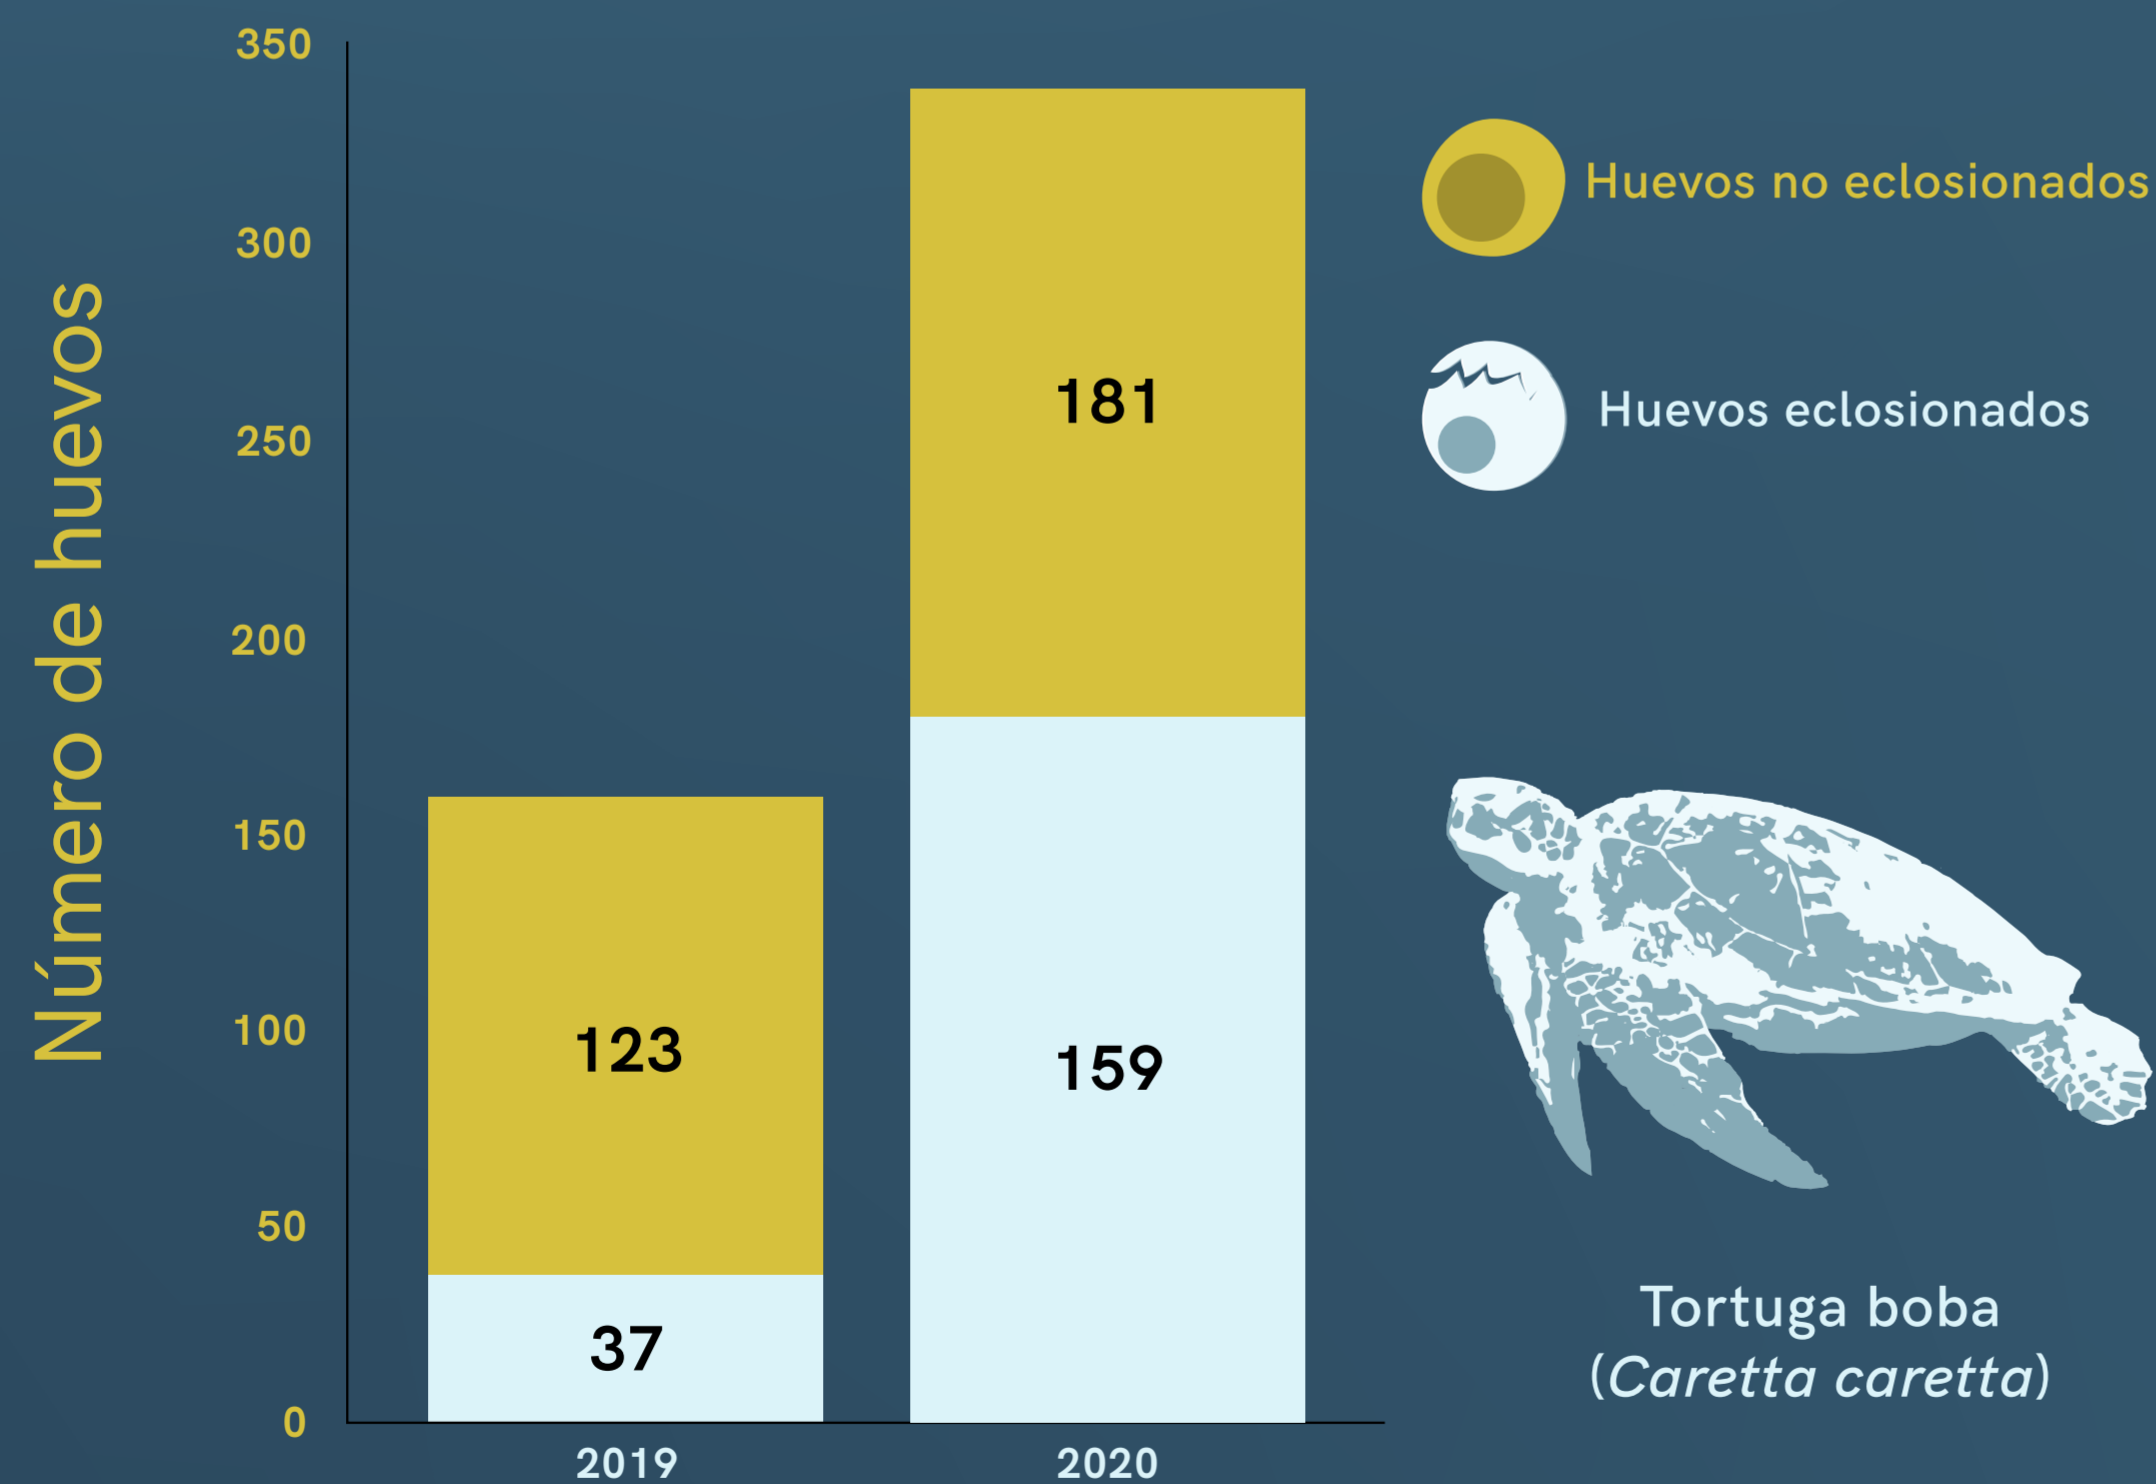 Número de huevos
350
300
250
200
150
100
50
0
123
37
181
159
2019
2020
Huevos no eclosionados
Huevos eclosionados
Tortuga boba
(Caretta caretta)